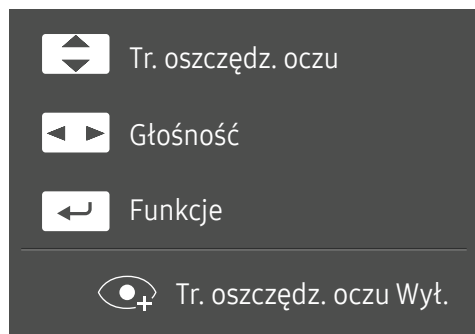 Tr. oszczędz. oczu
Głośność
Funkcje
Tr. oszczędz. oczu Wył.